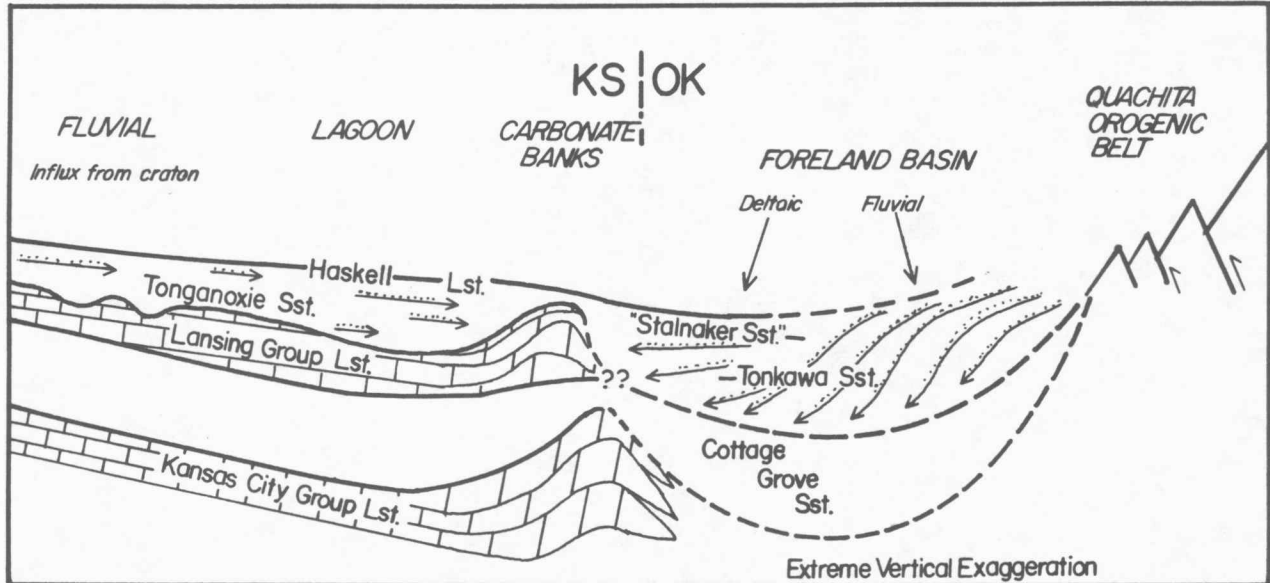 KS OK
QUACHITA
OROGENIC
BELT
FLUVIAL
LAGOON
CARBONATE
BANKS
FORELAND BASIN
Influx from craton
Deltaic
Fluvial
Haskell Lst.
Tonganoxie Sst.
"Stalnaker Sst."
Lansing Group Lst.
Tonkawa Sst.
??
Cottage
Grove
Sst.
Kansas City Group Lst.
Extreme Vertical Exaggeration